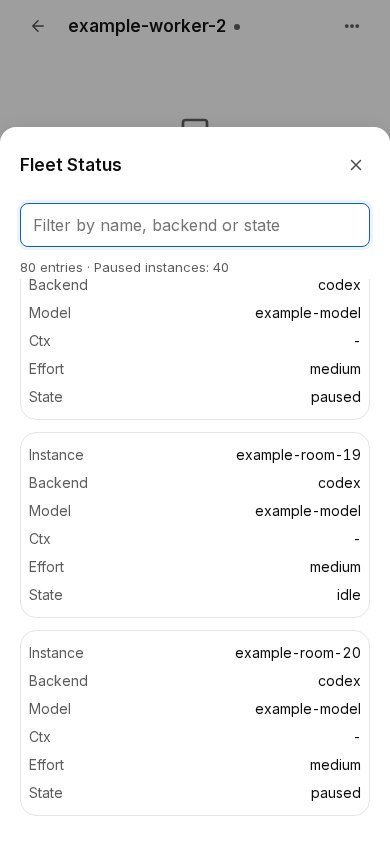 example-worker-2
Fleet Status
Filter by name, backend or state
80 entries · Paused instances: 40
Backend codex
Model example-model
Ctx -
Effort medium
State paused
Instance example-room-19
Backend codex
Model example-model
Ctx -
Effort medium
State idle
Instance example-room-20
Backend codex
Model example-model
Ctx -
Effort medium
State paused